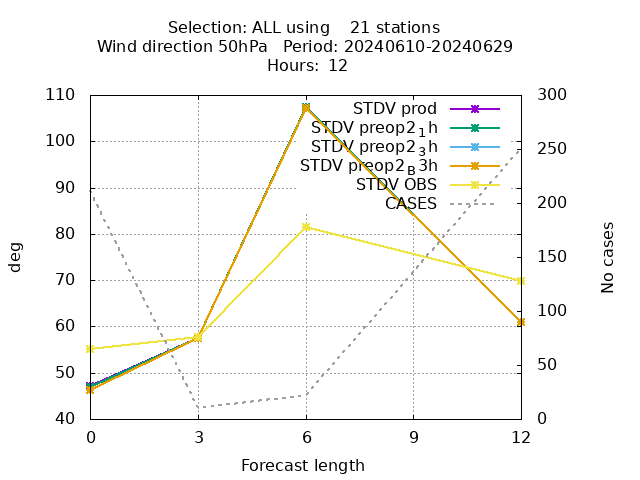 Selection: ALL using    21 stations
Wind direction 50hPa   Period: 20240610-20240629
Hours: 12
110
100
90
80
70
60
50
40
300
250
200
150
100
50
0
STDV prod
STDV preop2_1h
STDV preop2_3h
STDV preop2_B3h
STDV OBS
CASES
deg
No cases
0 3 6 9 12
Forecast length